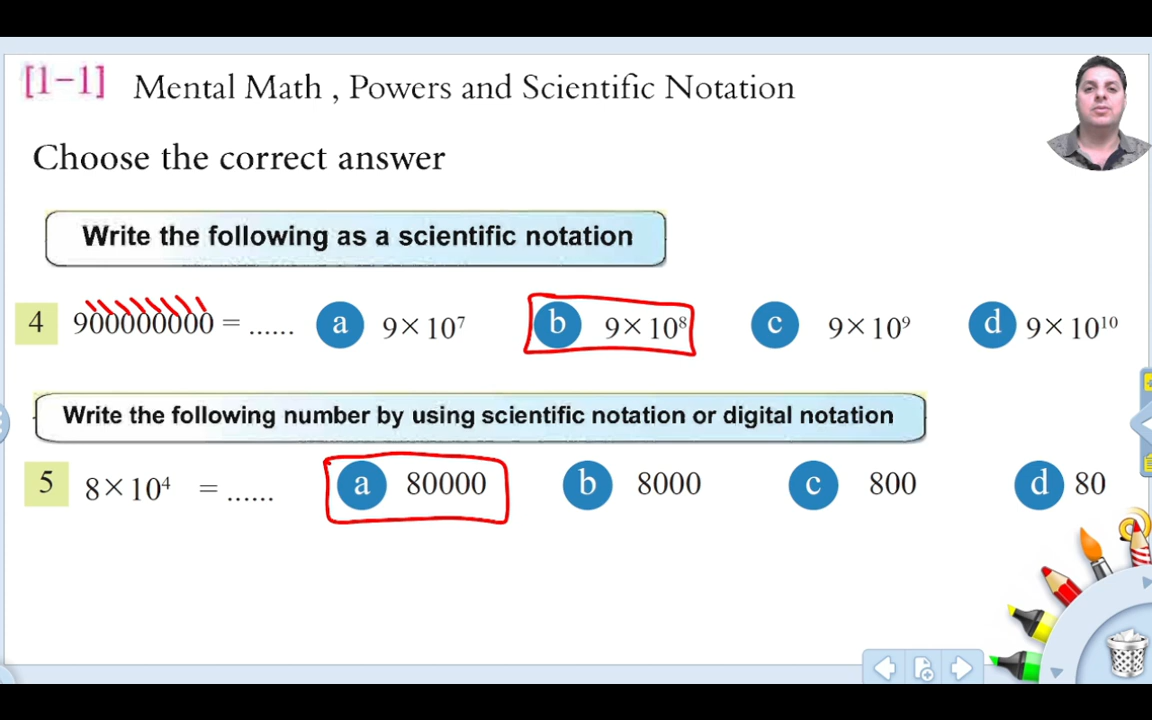 [1-1] Mental Math , Powers and Scientific Notation
Choose the correct answer
Write the following as a scientific notation
4 900000000 = ...... a 9×10⁷ b 9×10⁸ c 9×10⁹ d 9×10¹⁰
Write the following number by using scientific notation or digital notation
5 8×10⁴ = ...... a 80000 b 8000 c 800 d 80